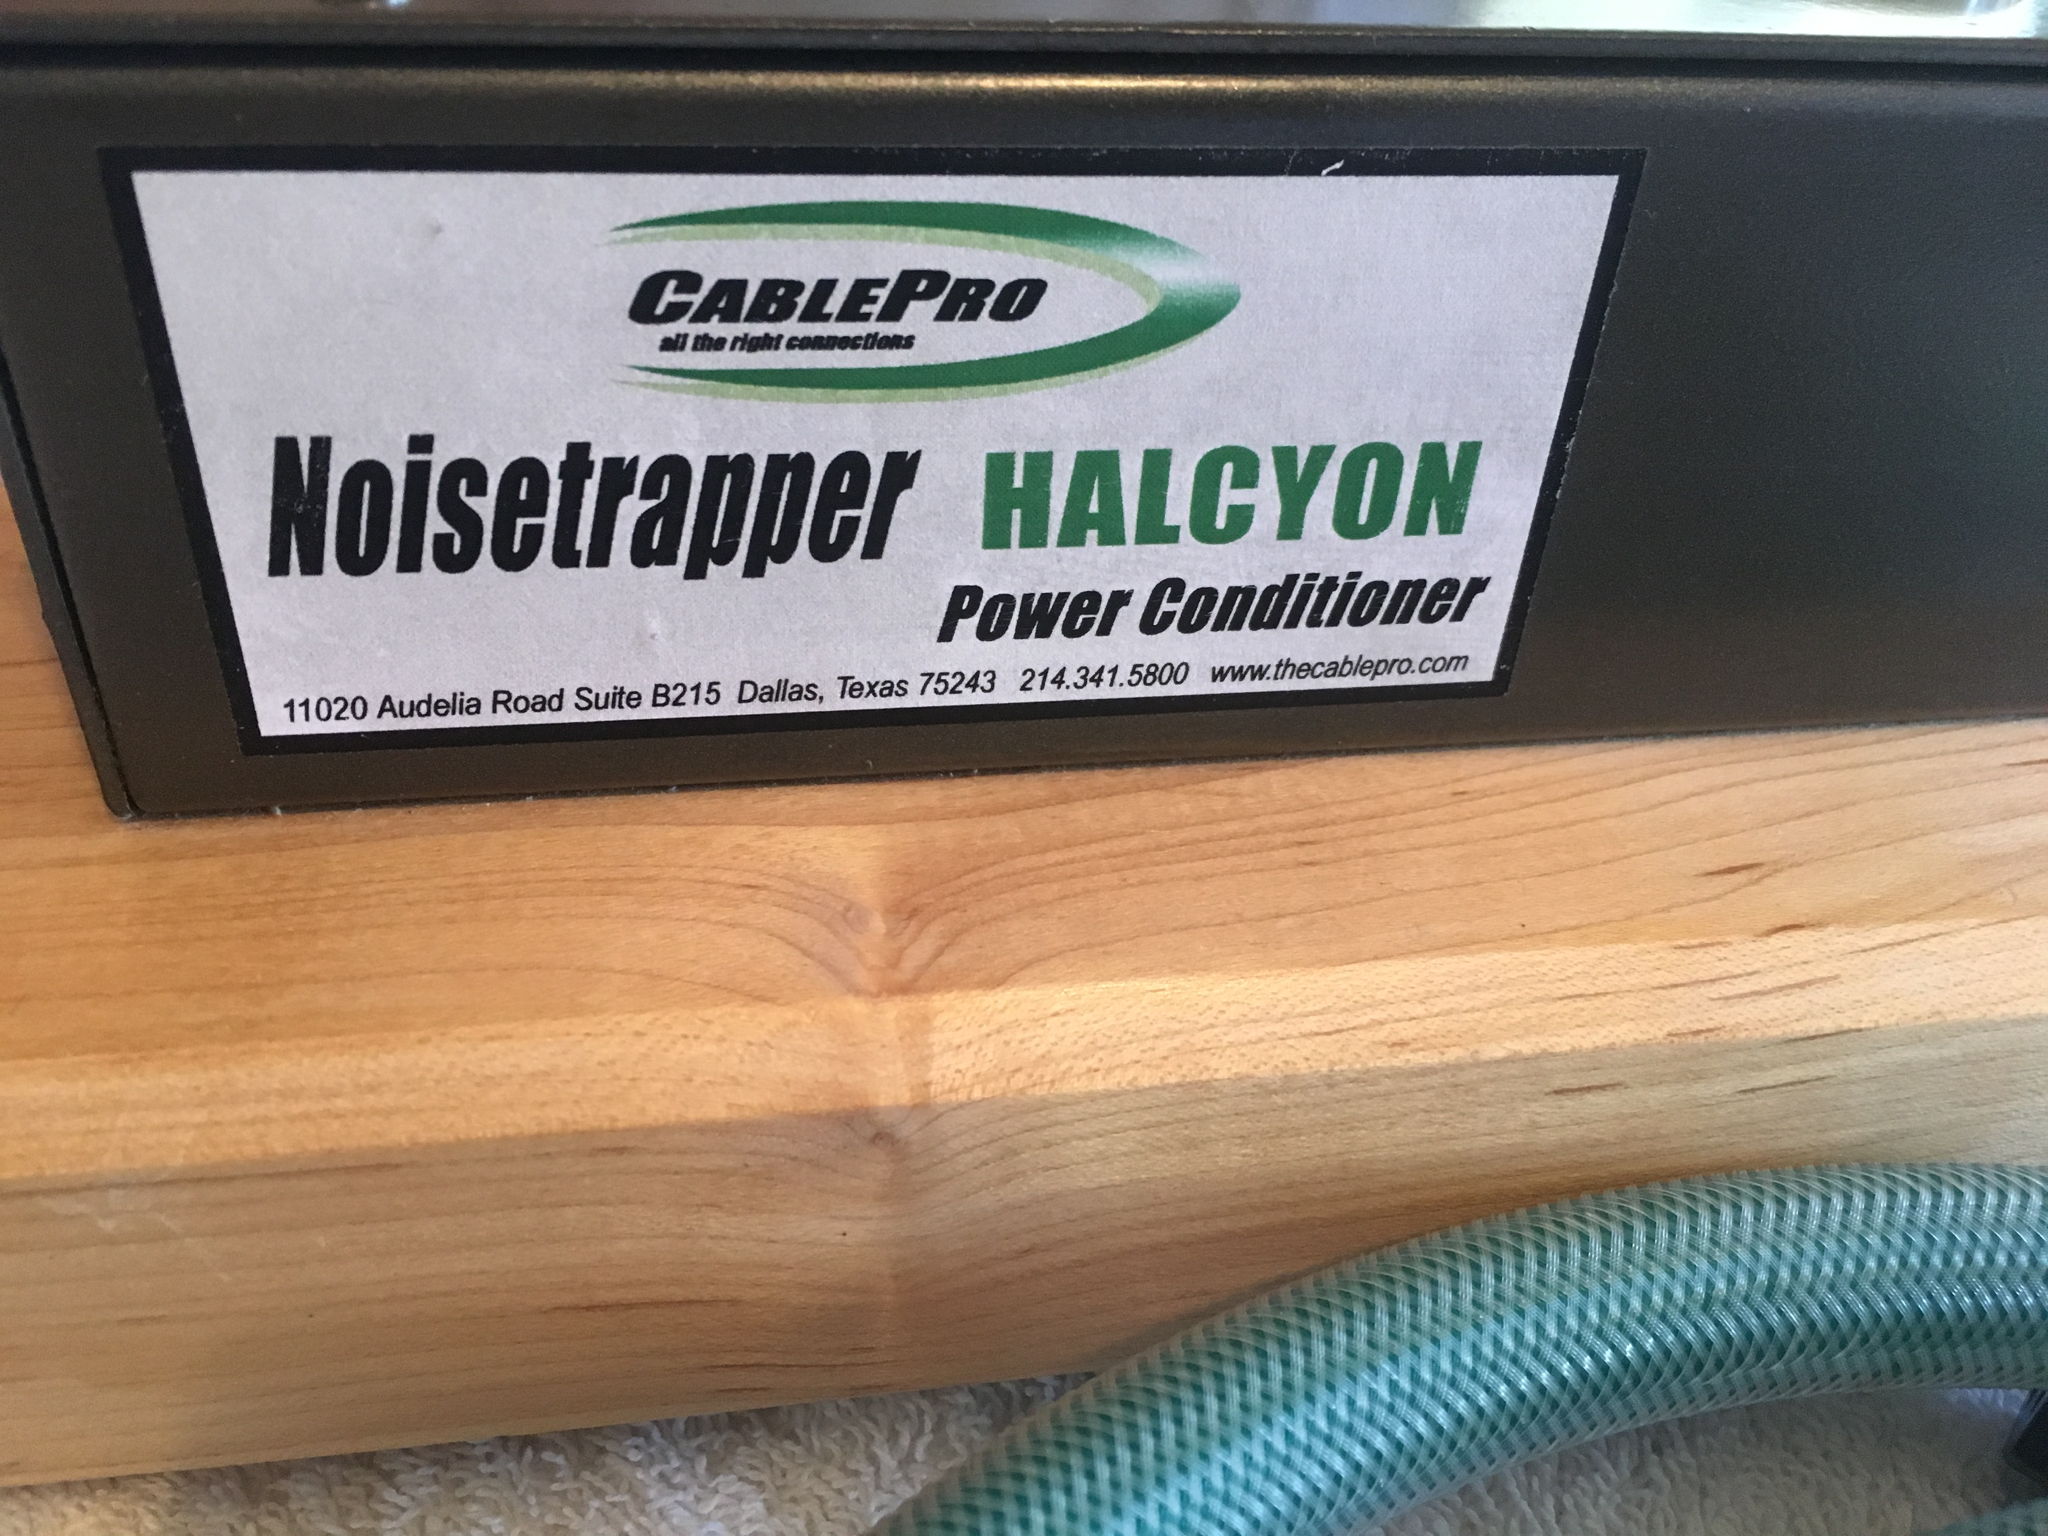 CABLEPRO
all the right connections
Noisetrapper HALCYON
Power Conditioner
11020 Audelia Road Suite B215 Dallas, Texas 75243 214.341.5800 www.thecablepro.com